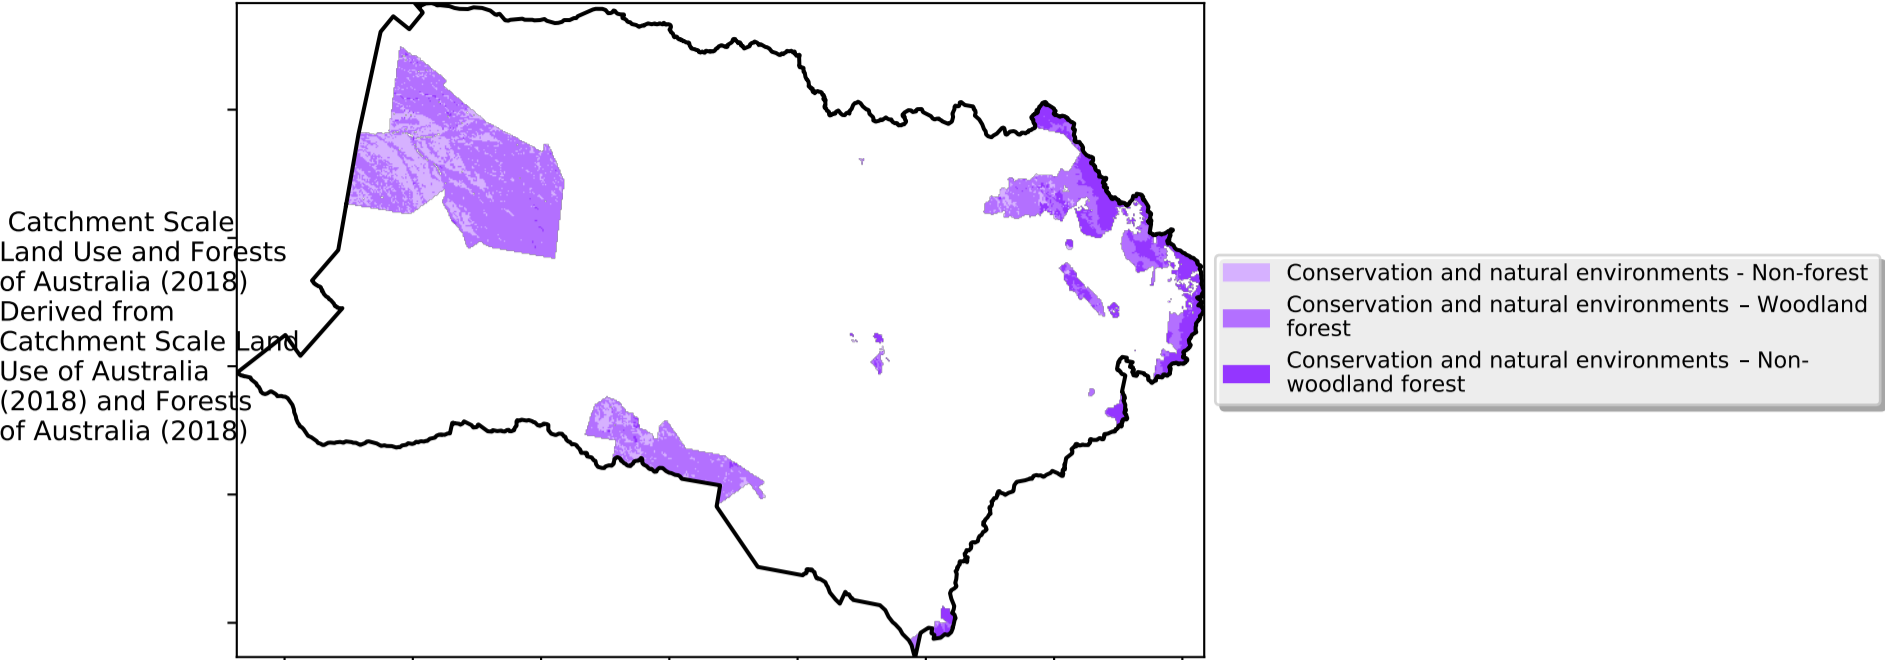 Catchment Scale
Land Use and Forests
of Australia (2018)
Derived from
Catchment Scale Land
Use of Australia
(2018) and Forests
of Australia (2018)
Conservation and natural environments - Non-forest
Conservation and natural environments – Woodland
forest
Conservation and natural environments – Non-
woodland forest